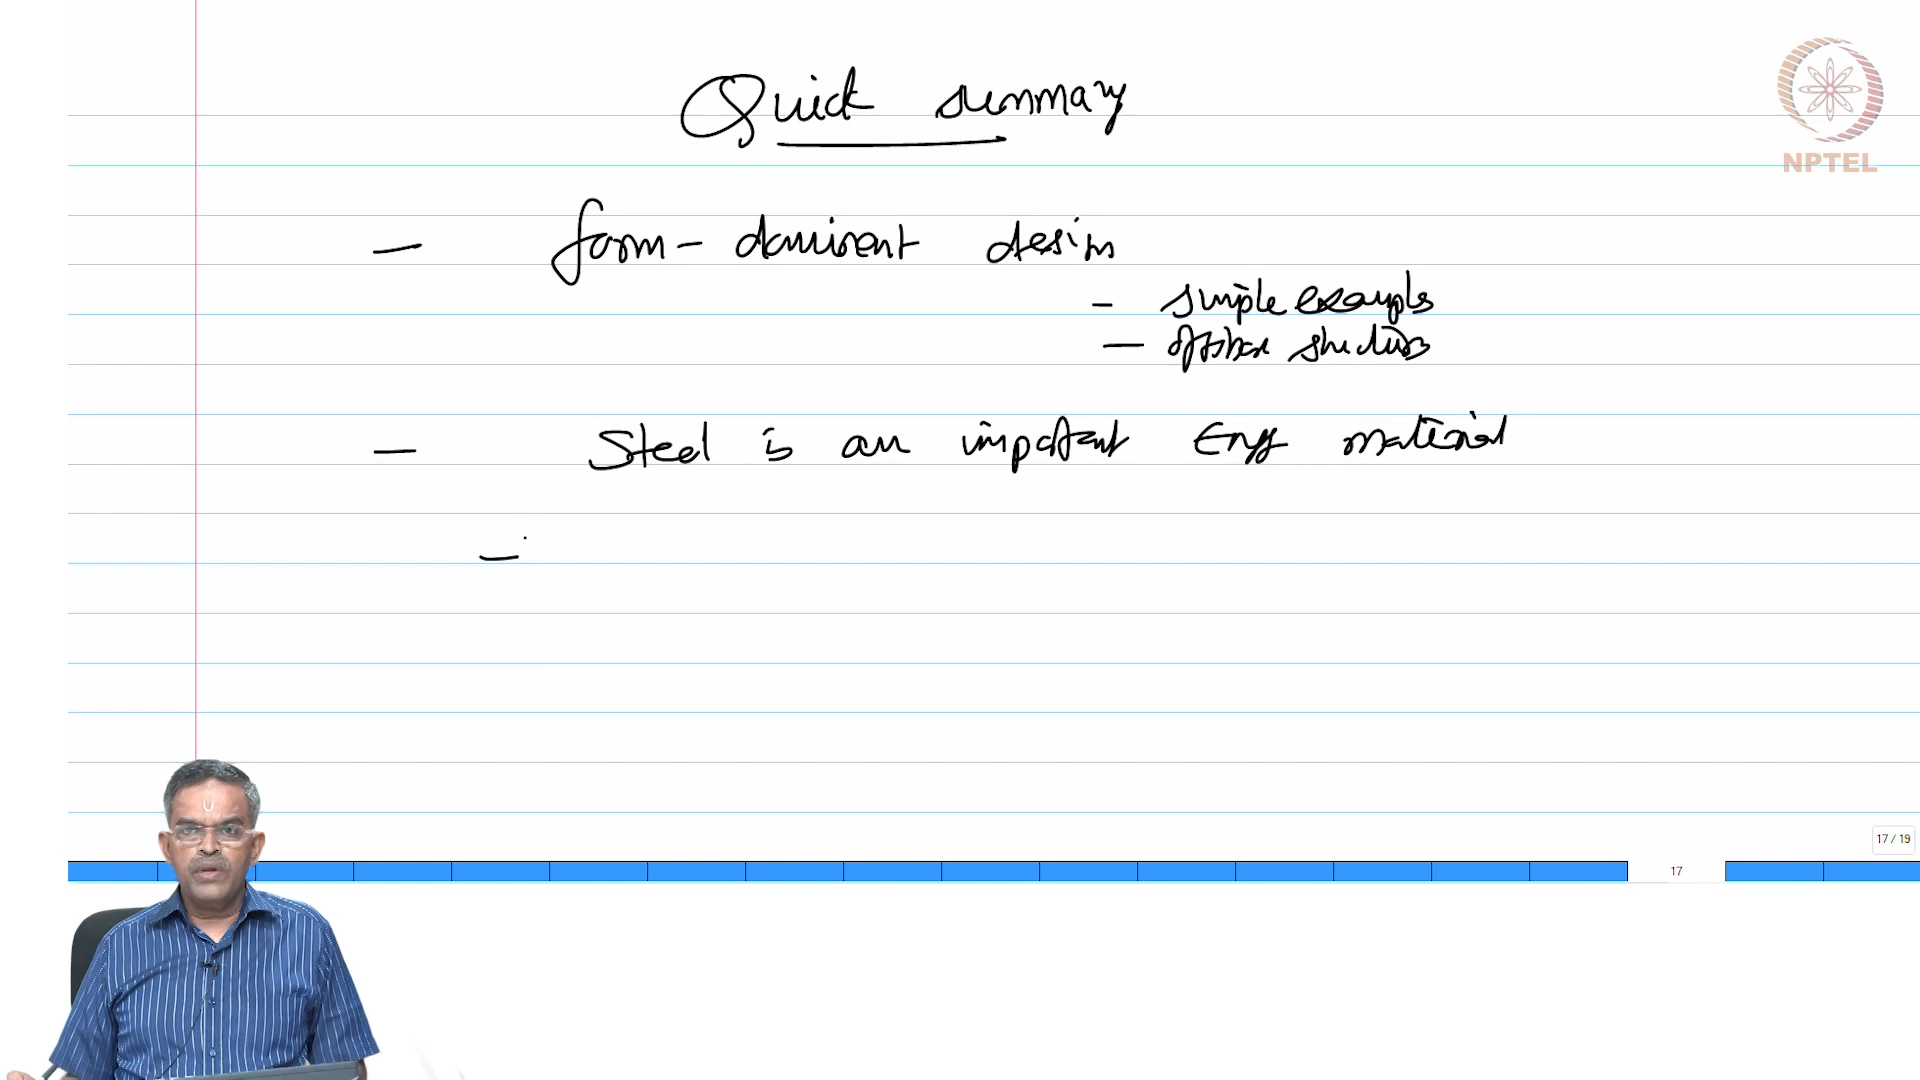 Quick summary
NPTEL
— form - dominant design
- simple examples
— offshore structures
— Steel is an important Engg material
—
17 / 19
17